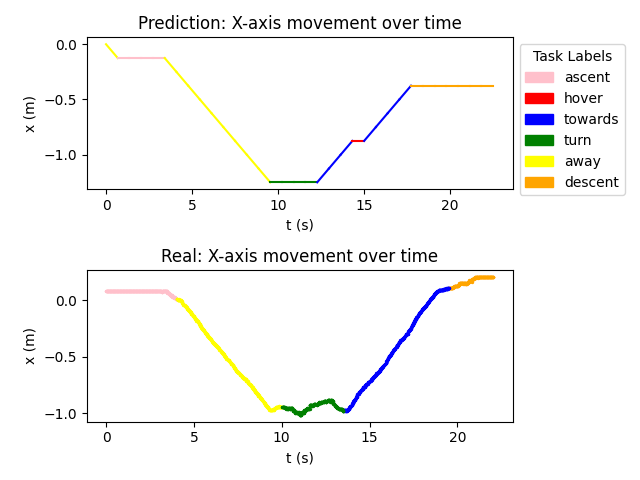 Prediction: X-axis movement over time
0.0
−0.5
−1.0
x (m)
0
5
10
15
20
t (s)
Task Labels
ascent
hover
towards
turn
away
descent
Real: X-axis movement over time
0.0
−0.5
−1.0
x (m)
0
5
10
15
20
t (s)